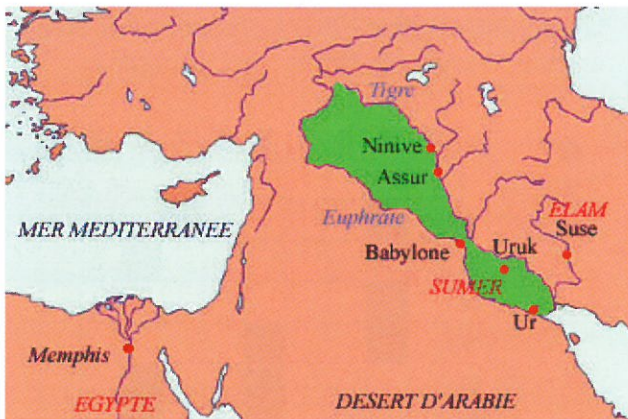 Tigre
Ninive
Assur
ELAM
Suse
Euphrate
MER MEDITERRANEE
Babylone
Uruk
SUMER
Ur
Memphis
EGYPTE
DESERT D'ARABIE